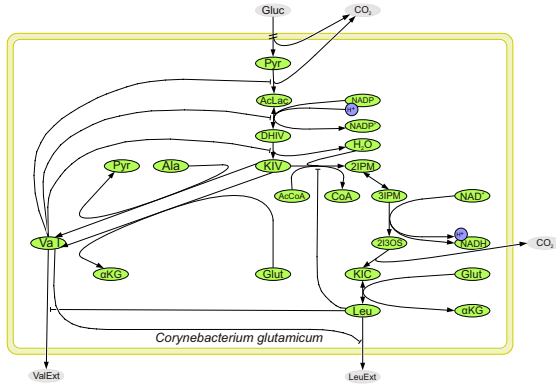 Gluc
CO2
Pyr
AcLac
NADP
H+
NADP+
DHIV
H2O
Pyr
Ala
KIV
2IPM
AcCoA
CoA
3IPM
NAD+
H+
Val
2I3OS
NADH
CO2
αKG
Glut
KIC
Glut
Leu
αKG
Corynebacterium glutamicum
ValExt
LeuExt